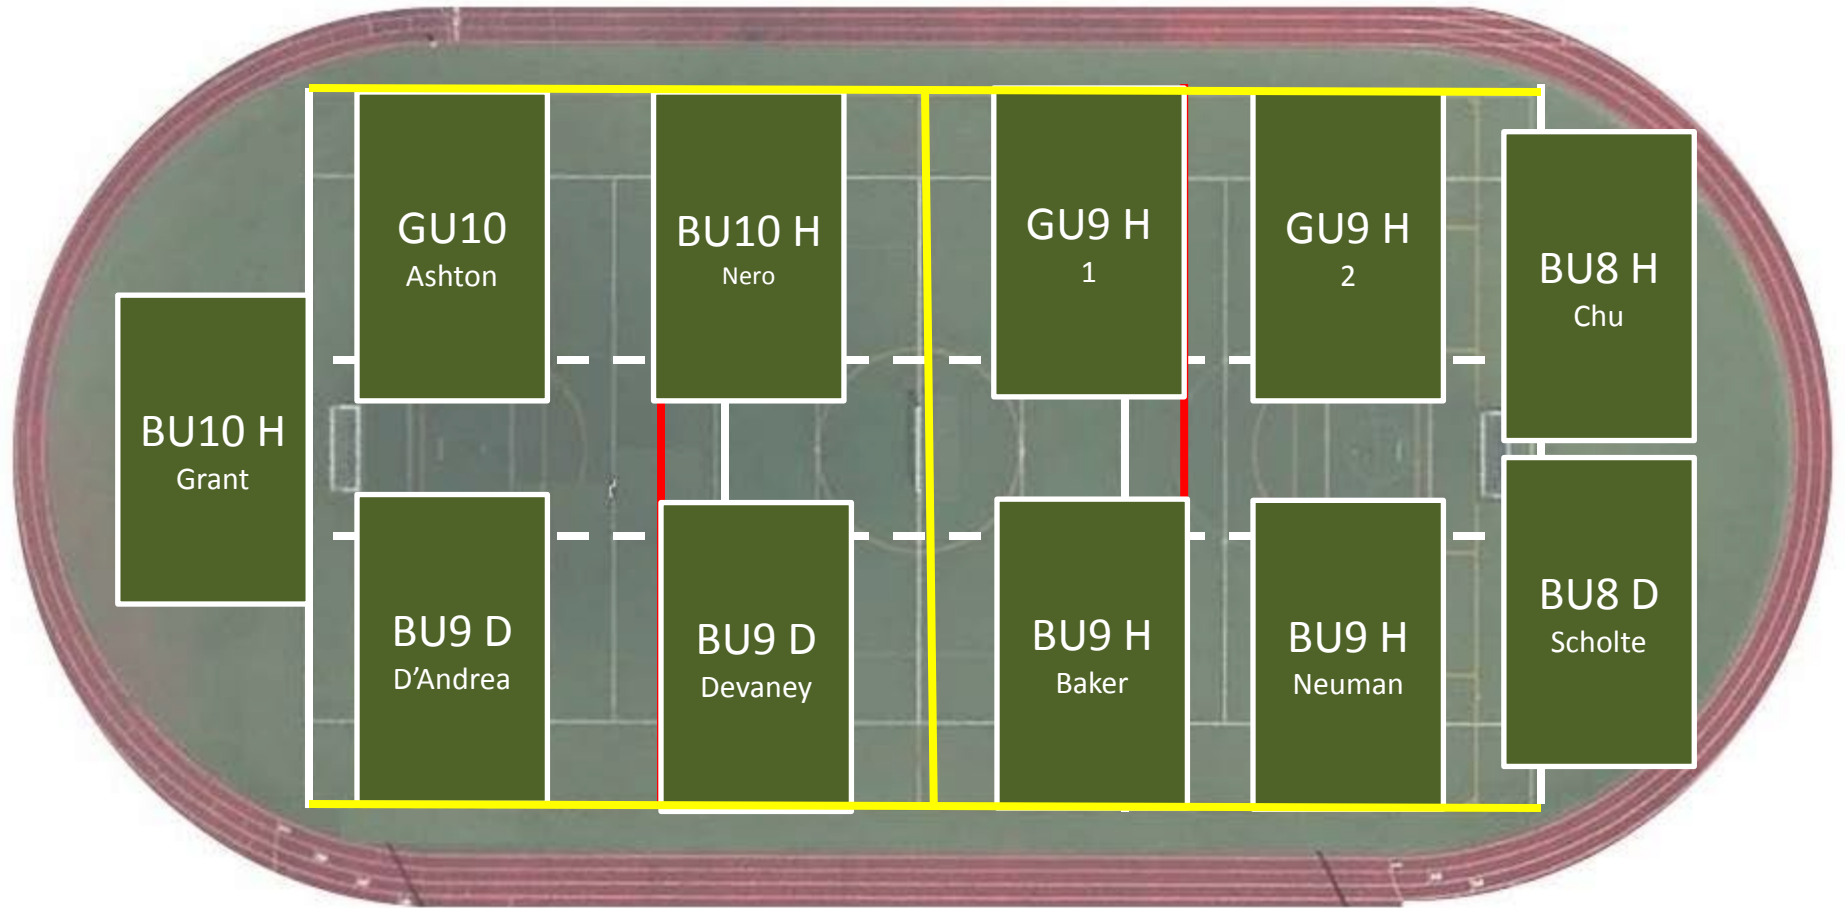 GU10
Ashton
BU10 H
Nero
GU9 H
1
GU9 H
2
BU8 H
Chu
BU10 H
Grant
BU9 D
D’Andrea
BU9 D
Devaney
BU9 H
Baker
BU9 H
Neuman
BU8 D
Scholte